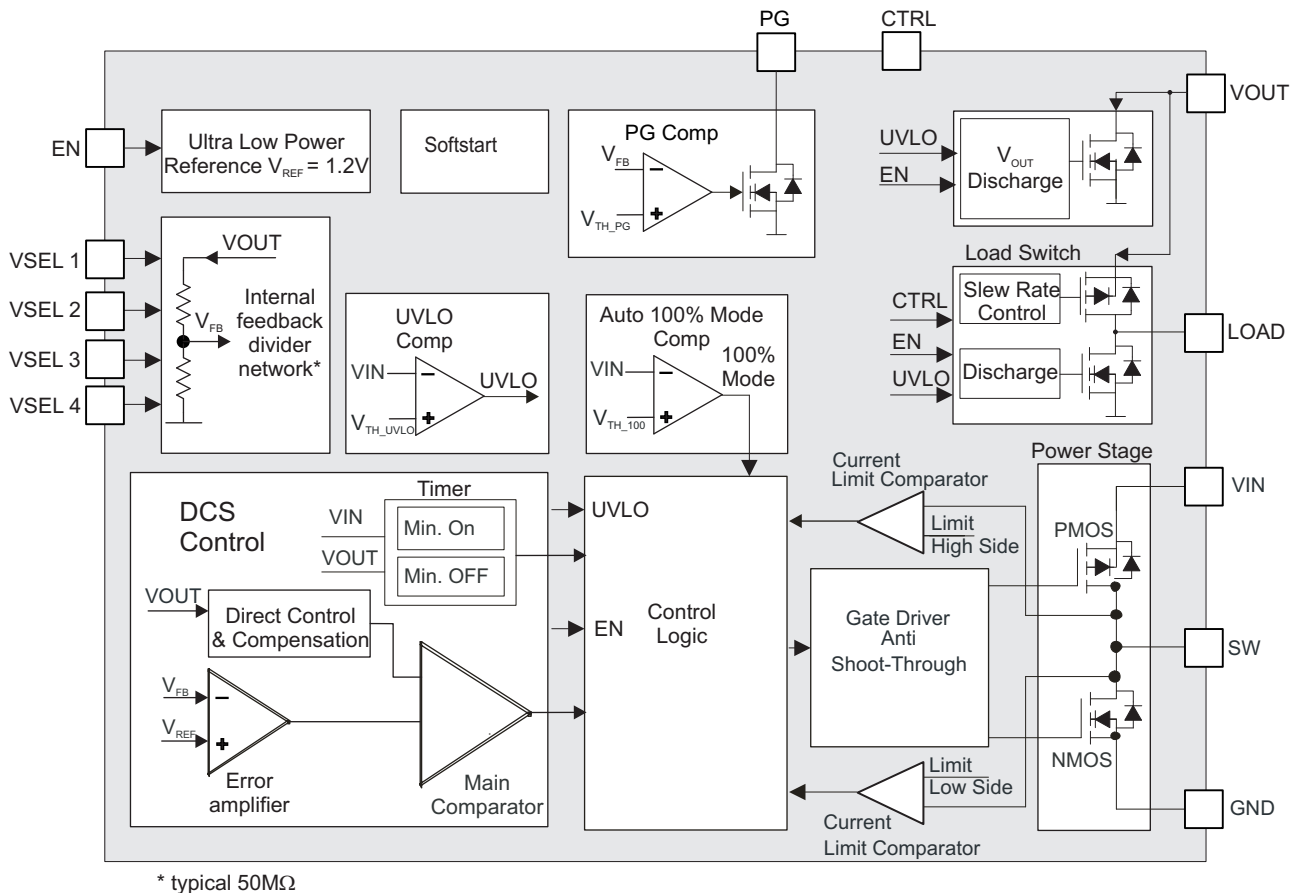 PG
CTRL
VOUT
EN
Ultra Low Power
Reference VREF = 1.2V
Softstart
PG Comp
VFB
−
VTH_PG
+
UVLO
EN
VOUT
Discharge
VSEL 1
VSEL 2
VSEL 3
VSEL 4
VOUT
VFB
Internal
feedback
divider
network*
UVLO
Comp
VIN
−
UVLO
VTH_UVLO
+
Auto 100% Mode
Comp
100%
Mode
VIN
−
VTH_100
+
Load Switch
CTRL
Slew Rate
Control
EN
Discharge
UVLO
LOAD
Power Stage
VIN
PMOS
SW
NMOS
GND
DCS
Control
Timer
VIN
Min. On
VOUT
Min. OFF
VOUT
Direct Control
& Compensation
VFB
−
VREF
+
Error
amplifier
Main
Comparator
UVLO
EN
Control
Logic
Current
Limit Comparator
Limit
High Side
Gate Driver
Anti
Shoot-Through
Limit
Low Side
Current
Limit Comparator
* typical 50MΩ